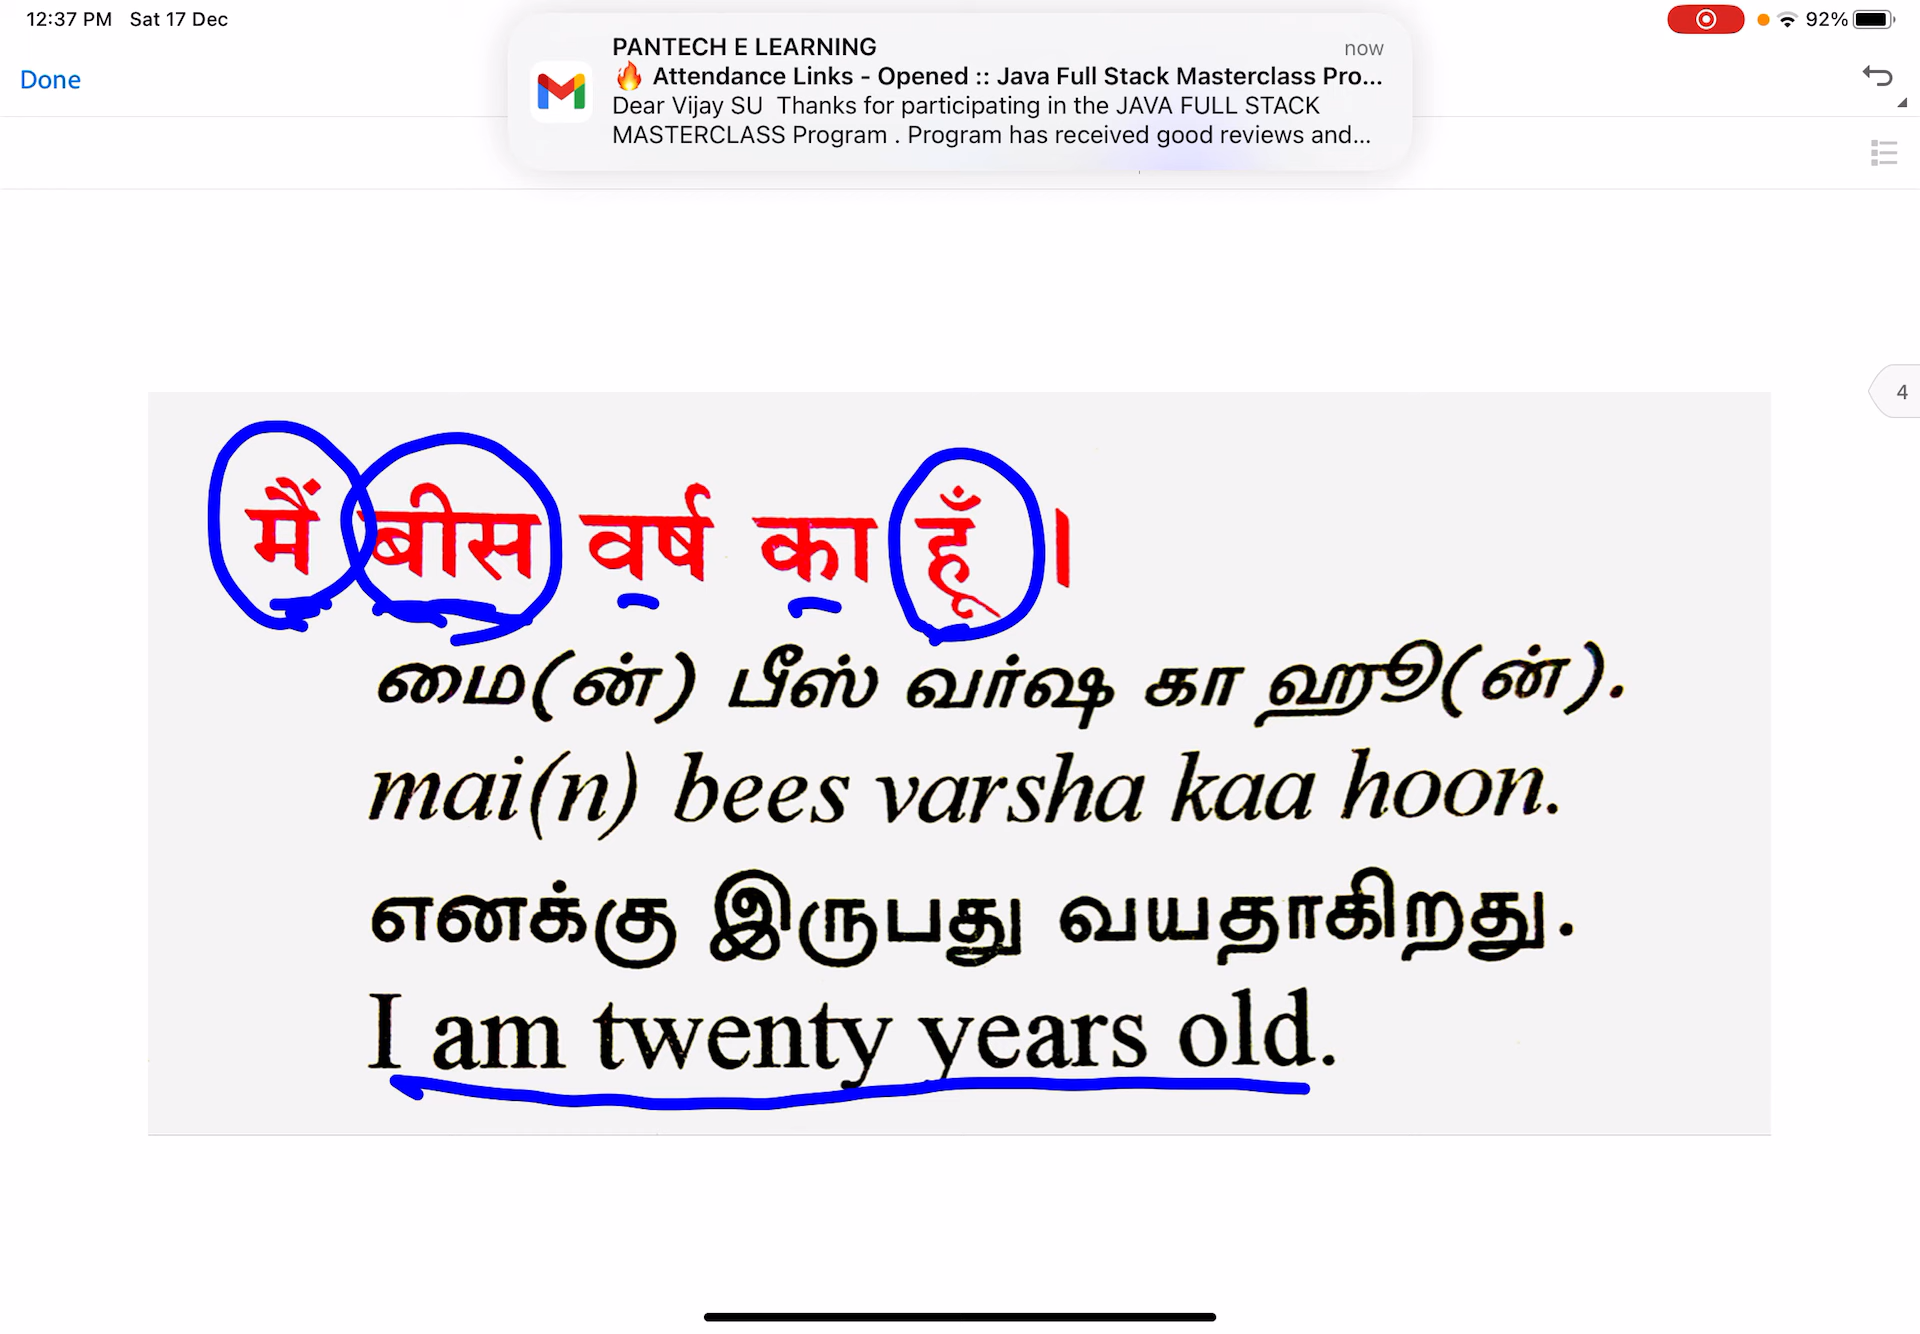 12:37 PM Sat 17 Dec
92%
Done
PANTECH E LEARNING now
🔥 Attendance Links - Opened :: Java Full Stack Masterclass Pro...
Dear Vijay SU Thanks for participating in the JAVA FULL STACK
MASTERCLASS Program . Program has received good reviews and...
4
मैं बीस वर्ष का हूँ ।
மை(ன்) பீஸ் வர்ஷ கா ஹூ(ன்).
mai(n) bees varsha kaa hoon.
எனக்கு இருபது வயதாகிறது.
I am twenty years old.